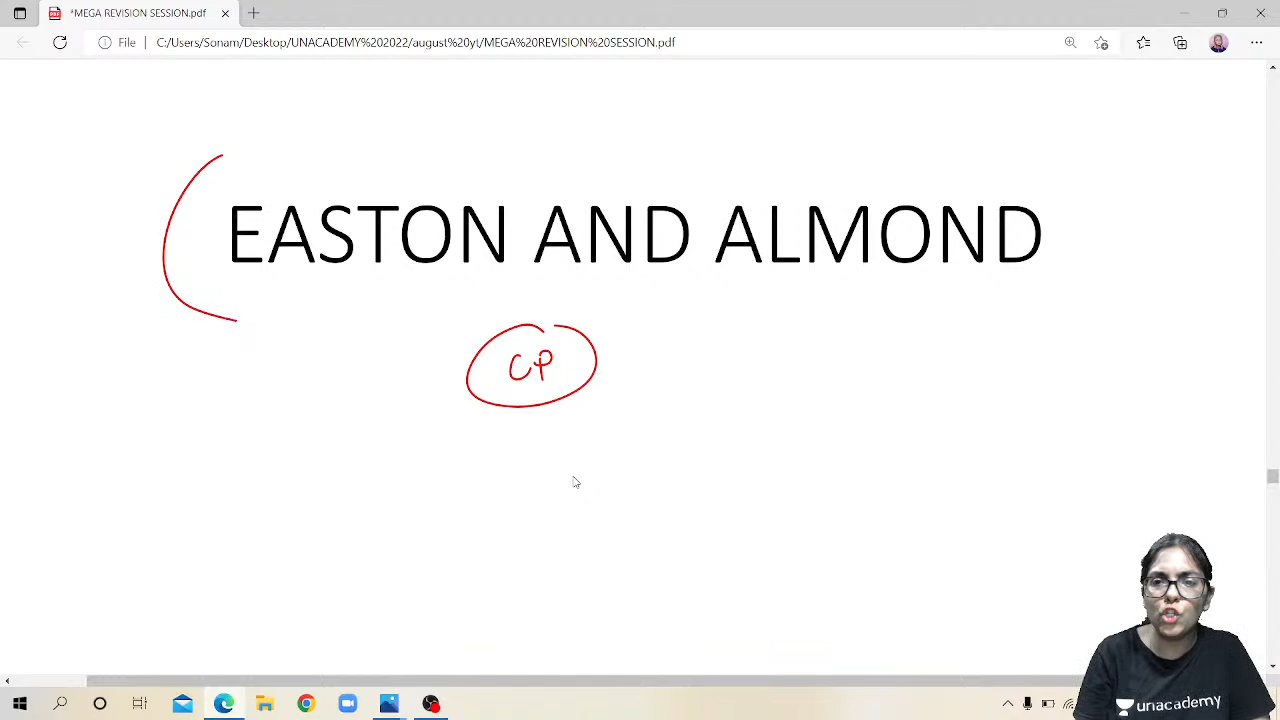 *MEGA REVISION SESSION.pdf
File
C:/Users/Sonam/Desktop/UNACADEMY%202022/august%20yt/MEGA%20REVISION%20SESSION.pdf
EASTON AND ALMOND
CP
unacademy